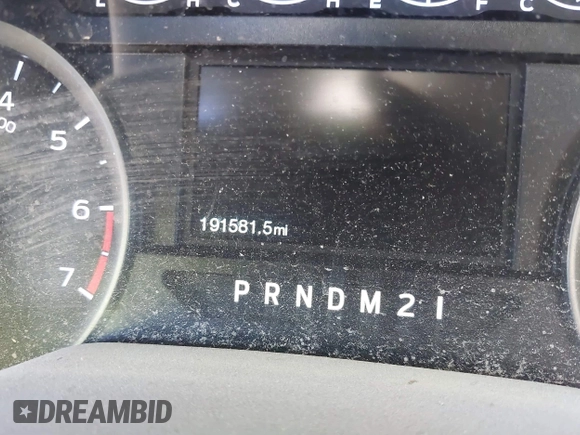 L H C H E F C
4
5
6
7
191581.5mi
P R N D M 2 1
DREAMBID